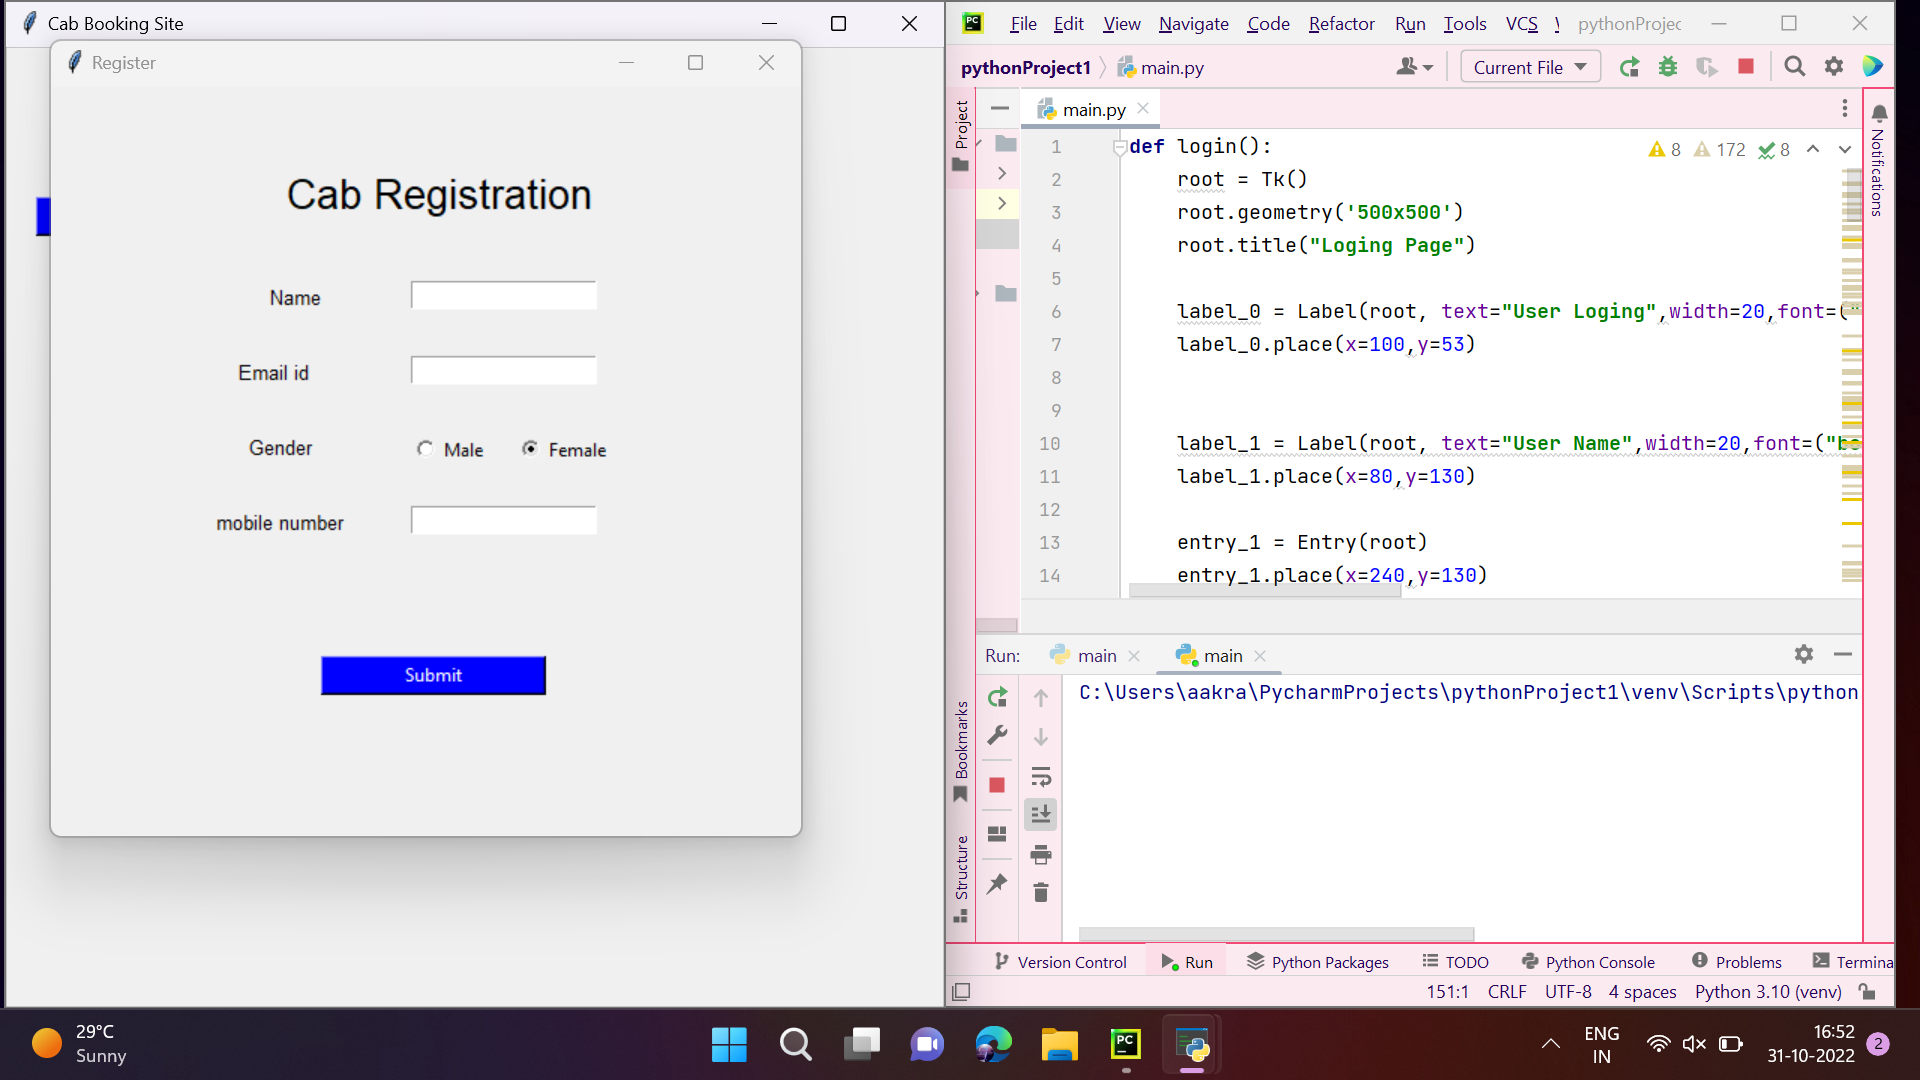 Cab Booking Site
Register
Cab Registration
Name
Email id
Gender
Male
Female
mobile number
Submit
PC
File Edit View Navigate Code Refactor Run Tools VCS
pythonProjec
pythonProject1 main.py
Current File
Project
main.py
Notifications
8 172 8
1 def login():
2 root = Tk()
3 root.geometry('500x500')
4 root.title("Loging Page")
5
6 label_0 = Label(root, text="User Loging",width=20,font=("
7 label_0.place(x=100,y=53)
8
9
10 label_1 = Label(root, text="User Name",width=20,font=("bo
11 label_1.place(x=80,y=130)
12
13 entry_1 = Entry(root)
14 entry_1.place(x=240,y=130)
Run: main main
C:\Users\aakra\PycharmProjects\pythonProject1\venv\Scripts\python
Bookmarks
Structure
Version Control Run Python Packages TODO Python Console Problems Termina
151:1 CRLF UTF-8 4 spaces Python 3.10 (venv)
29°C
Sunny
PC
ENG
IN
16:52
31-10-2022
2